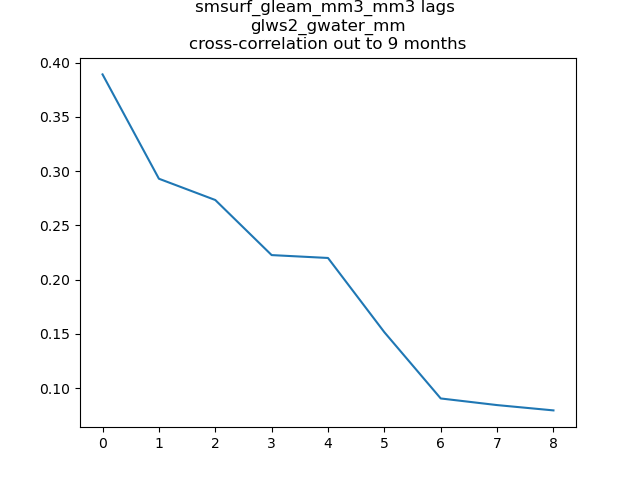 smsurf_gleam_mm3_mm3 lags
glws2_gwater_mm
cross-correlation out to 9 months
0.40
0.35
0.30
0.25
0.20
0.15
0.10
0 1 2 3 4 5 6 7 8